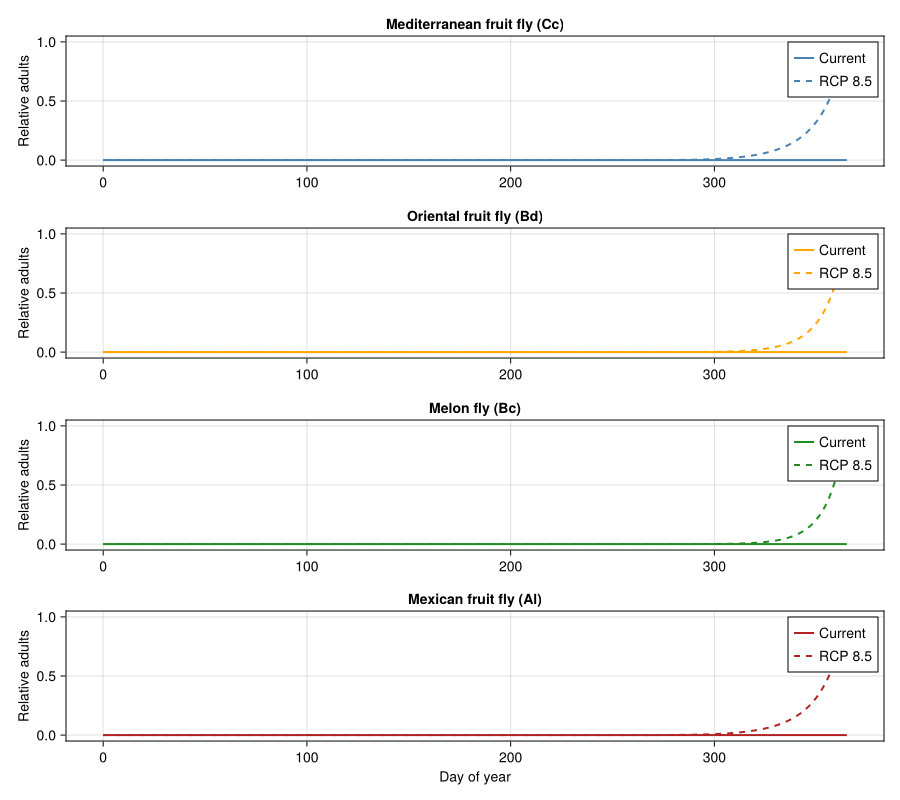 Mediterranean fruit fly (Cc)
Relative adults
1.0
0.5
0.0
Current
RCP 8.5
0 100 200 300
Oriental fruit fly (Bd)
Relative adults
1.0
0.5
0.0
Current
RCP 8.5
0 100 200 300
Melon fly (Bc)
Relative adults
1.0
0.5
0.0
Current
RCP 8.5
0 100 200 300
Mexican fruit fly (Al)
Relative adults
1.0
0.5
0.0
Current
RCP 8.5
0 100 200 300
Day of year